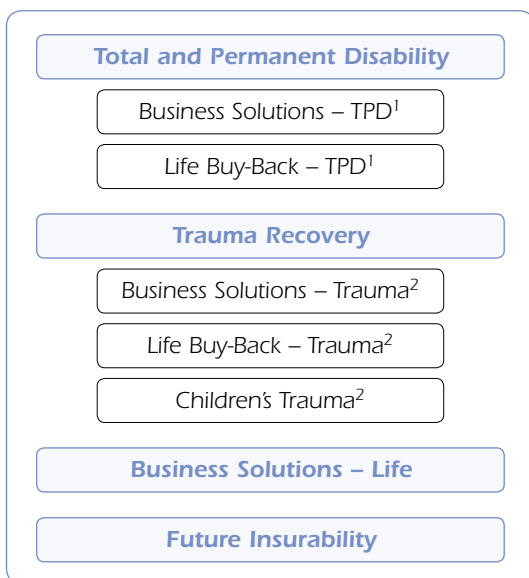 Total and Permanent Disability
Business Solutions – TPD¹
Life Buy-Back – TPD¹
Trauma Recovery
Business Solutions – Trauma²
Life Buy-Back – Trauma²
Children's Trauma²
Business Solutions – Life
Future Insurability